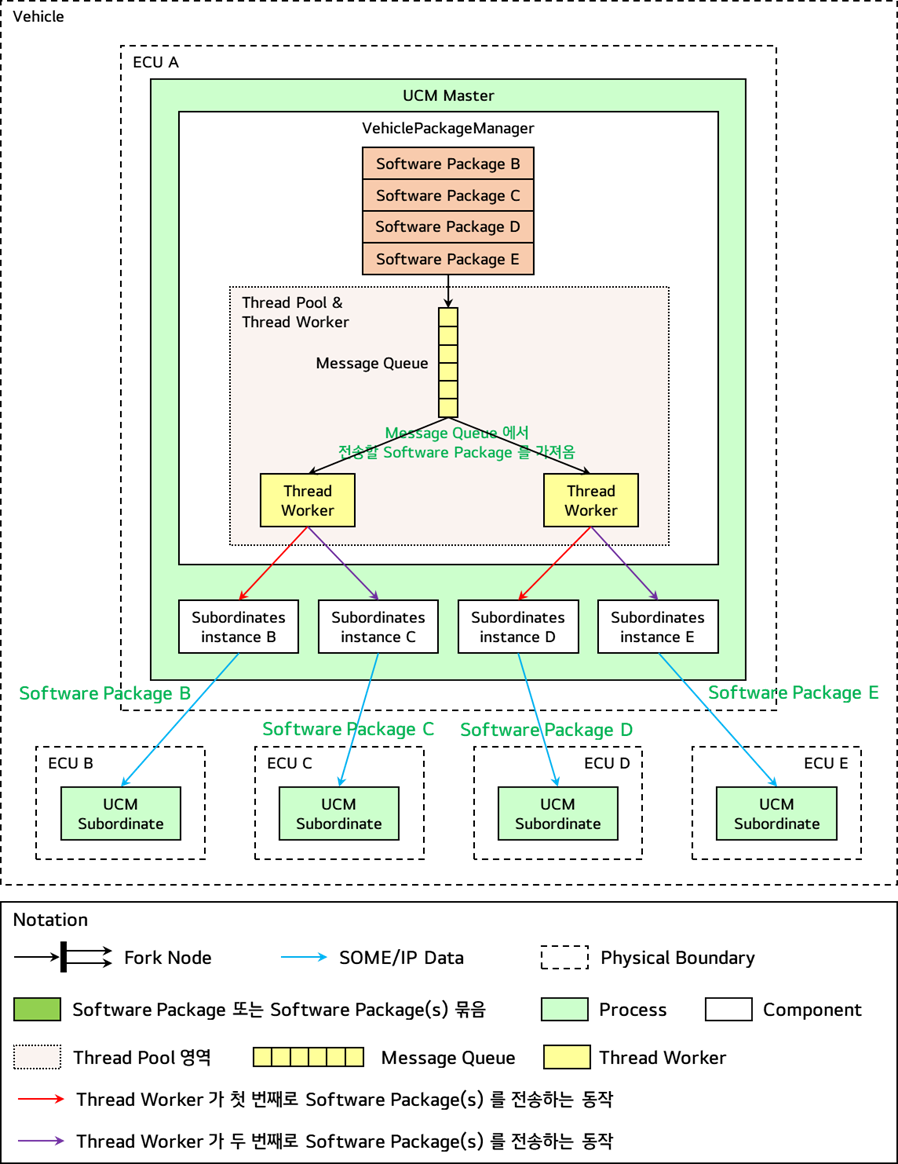 Vehicle
ECU A
UCM Master
VehiclePackageManager
Software Package B
Software Package C
Software Package D
Software Package E
Thread Pool &
Thread Worker
Message Queue
Message Queue 에서
전송할 Software Package 를 가져옴
Thread
Worker
Thread
Worker
Subordinates
instance B
Subordinates
instance C
Subordinates
instance D
Subordinates
instance E
Software Package B
Software Package E
Software Package C
Software Package D
ECU B
UCM
Subordinate
ECU C
UCM
Subordinate
ECU D
UCM
Subordinate
ECU E
UCM
Subordinate
Notation
Fork Node
SOME/IP Data
Physical Boundary
Software Package 또는 Software Package(s) 묶음
Process
Component
Thread Pool 영역
Message Queue
Thread Worker
Thread Worker 가 첫 번째로 Software Package(s) 를 전송하는 동작
Thread Worker 가 두 번째로 Software Package(s) 를 전송하는 동작